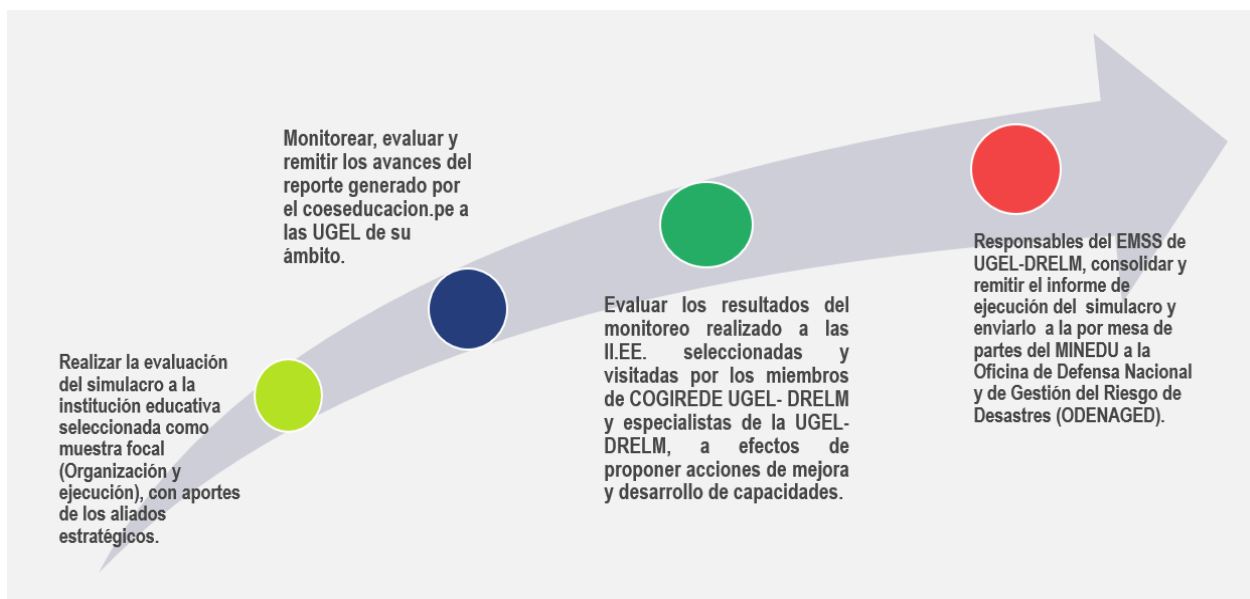 Realizar la evaluación
del simulacro a la
institución educativa
seleccionada como
muestra focal
(Organización y
ejecución), con aportes
de los aliados
estratégicos.
Monitorear, evaluar y
remitir los avances del
reporte generado por
el coeseducacion.pe a
las UGEL de su
ámbito.
Evaluar los resultados del
monitoreo realizado a las
II.EE. seleccionadas y
visitadas por los miembros
de COGIREDE UGEL- DRELM
y especialistas de la UGEL-
DRELM, a efectos de
proponer acciones de mejora
y desarrollo de capacidades.
Responsables del EMSS de
UGEL-DRELM, consolidar y
remitir el informe de
ejecución del simulacro y
enviarlo a la por mesa de
partes del MINEDU a la
Oficina de Defensa Nacional
y de Gestión del Riesgo de
Desastres (ODENAGED).